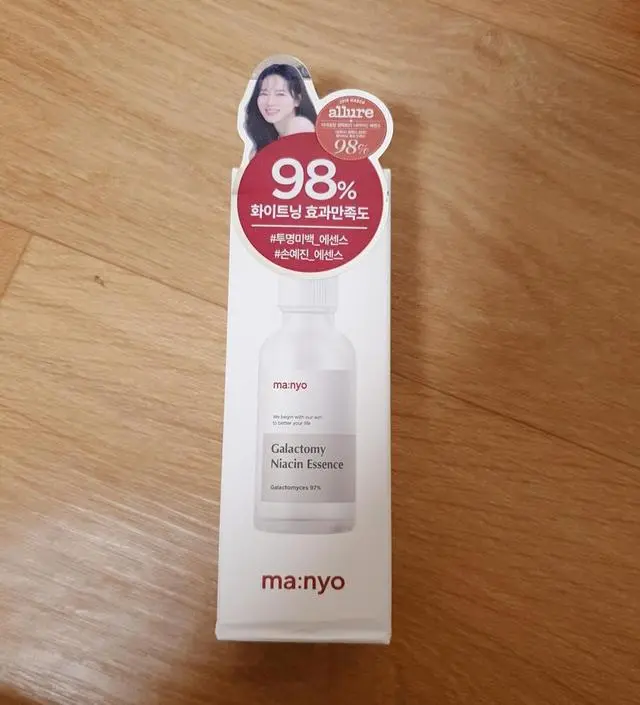 allure
98%
98%
화이트닝 효과만족도
#투명미백_에센스
#손예진_에센스
ma:nyo
We begin with our skin
to better your life
Galactomy
Niacin Essence
Galactomyces 97%
ma:nyo